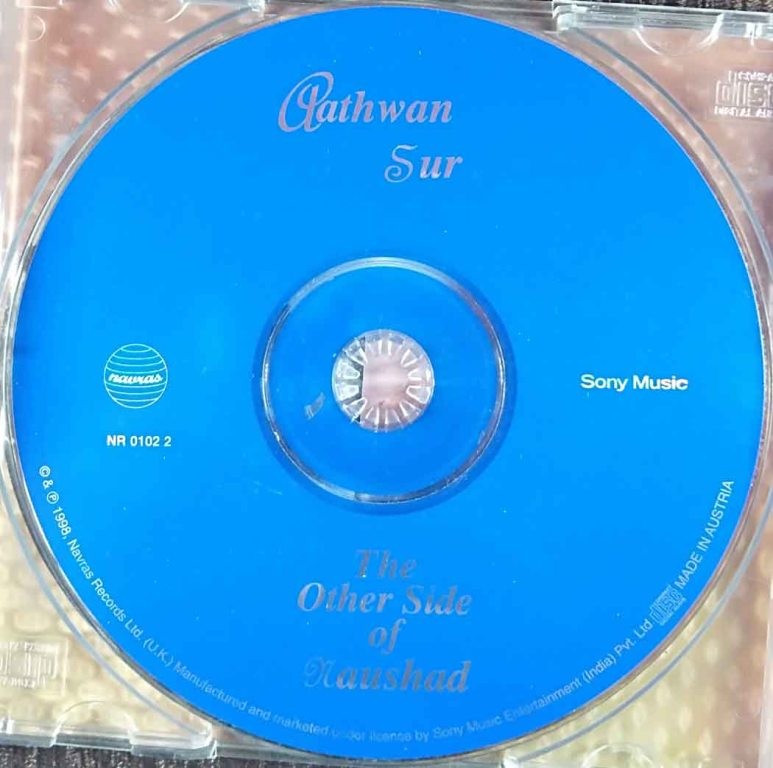 Aathwan
Sur
navras
NR 0102 2
Sony Music
The
Other Side
of
Naushad
© & ℗ 1998, Navras Records Ltd. (U.K.) Manufactured and marketed under license by Sony Music Entertainment (India) Pvt. Ltd
disc
MADE IN AUSTRIA